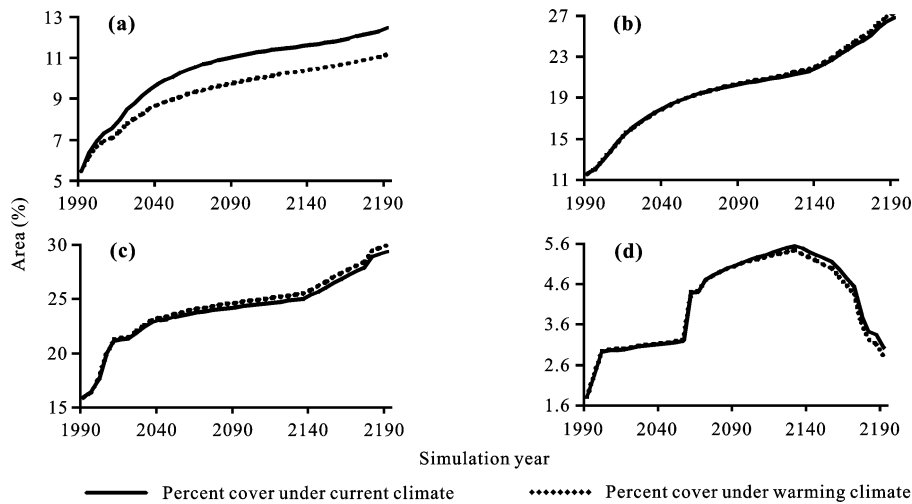 (a)
13
11
9
7
5
1990 2040 2090 2140 2190
(b)
27
23
19
15
11
1990 2040 2090 2140 2190
Area (%)
(c)
30
25
20
15
1990 2040 2090 2140 2190
(d)
5.6
4.6
3.6
2.6
1.6
1990 2040 2090 2140 2190
Simulation year
Percent cover under current climate
Percent cover under warming climate